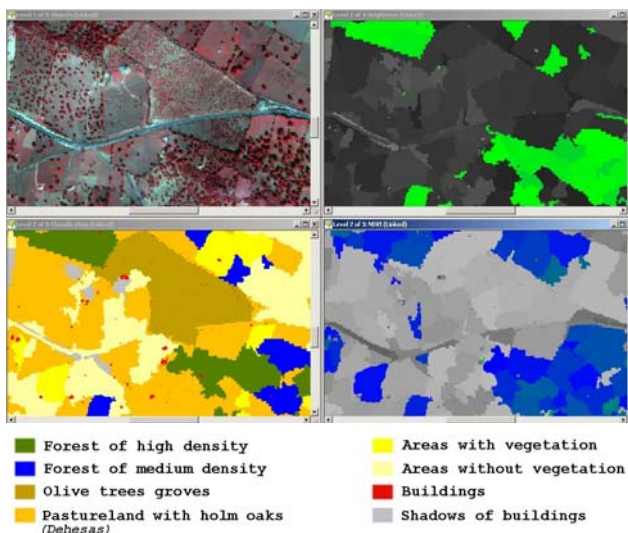 Forest of high density
Forest of medium density
Olive trees groves
Pastureland with holm oaks
(Dehesas)
Areas with vegetation
Areas without vegetation
Buildings
Shadows of buildings